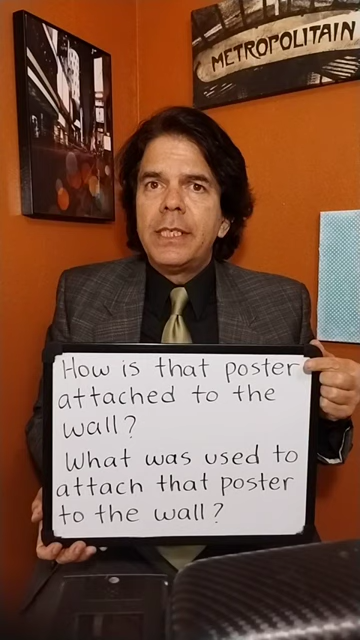 METROPOLITAIN
How is that poster
attached to the
wall?
What was used to
attach that poster
to the wall?